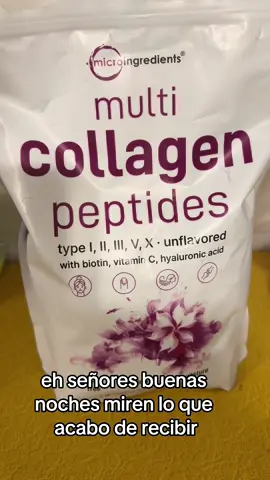 microingredients®
multi
collagen
peptides
type I, II, III, V, X · unflavored
with biotin, vitamin C, hyaluronic acid
eh señores buenas
noches miren lo que
acabo de recibir